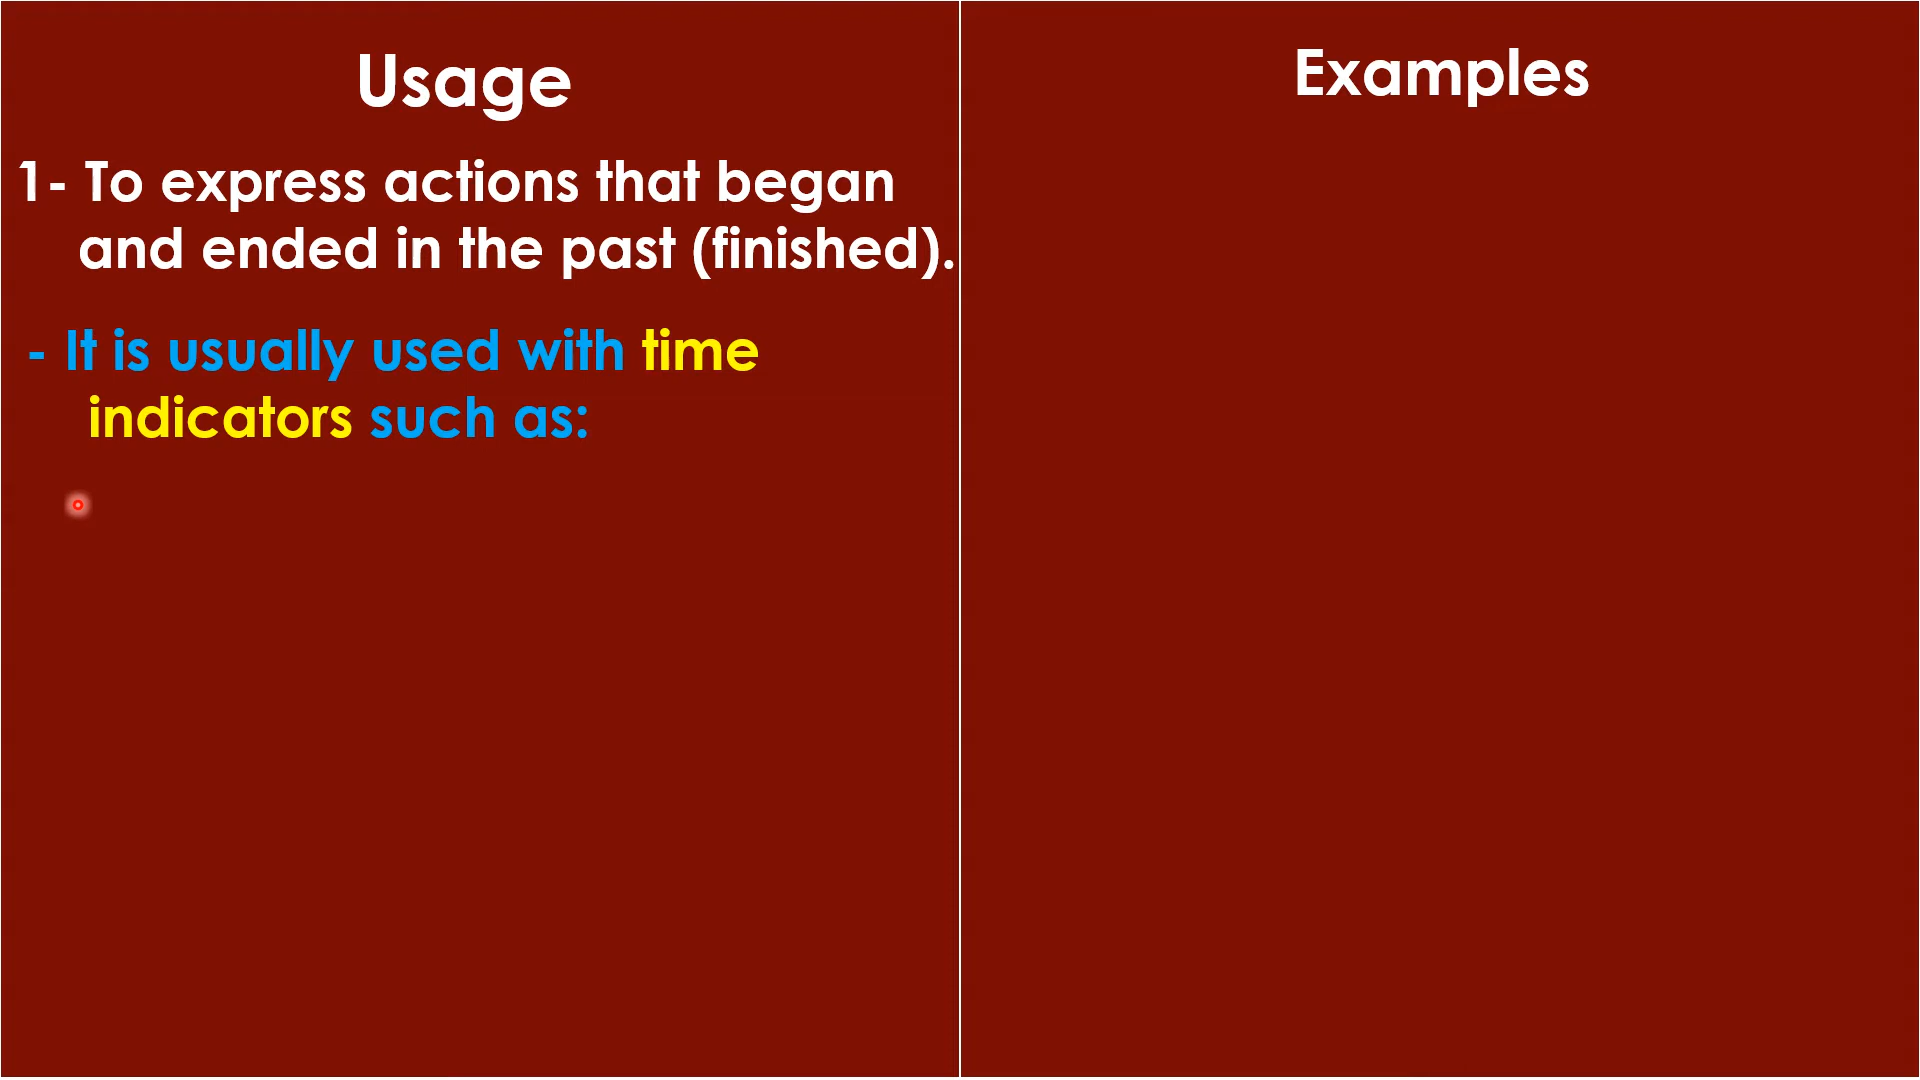 Usage
1- To express actions that began
and ended in the past (finished).
- It is usually used with time
indicators such as:
Examples